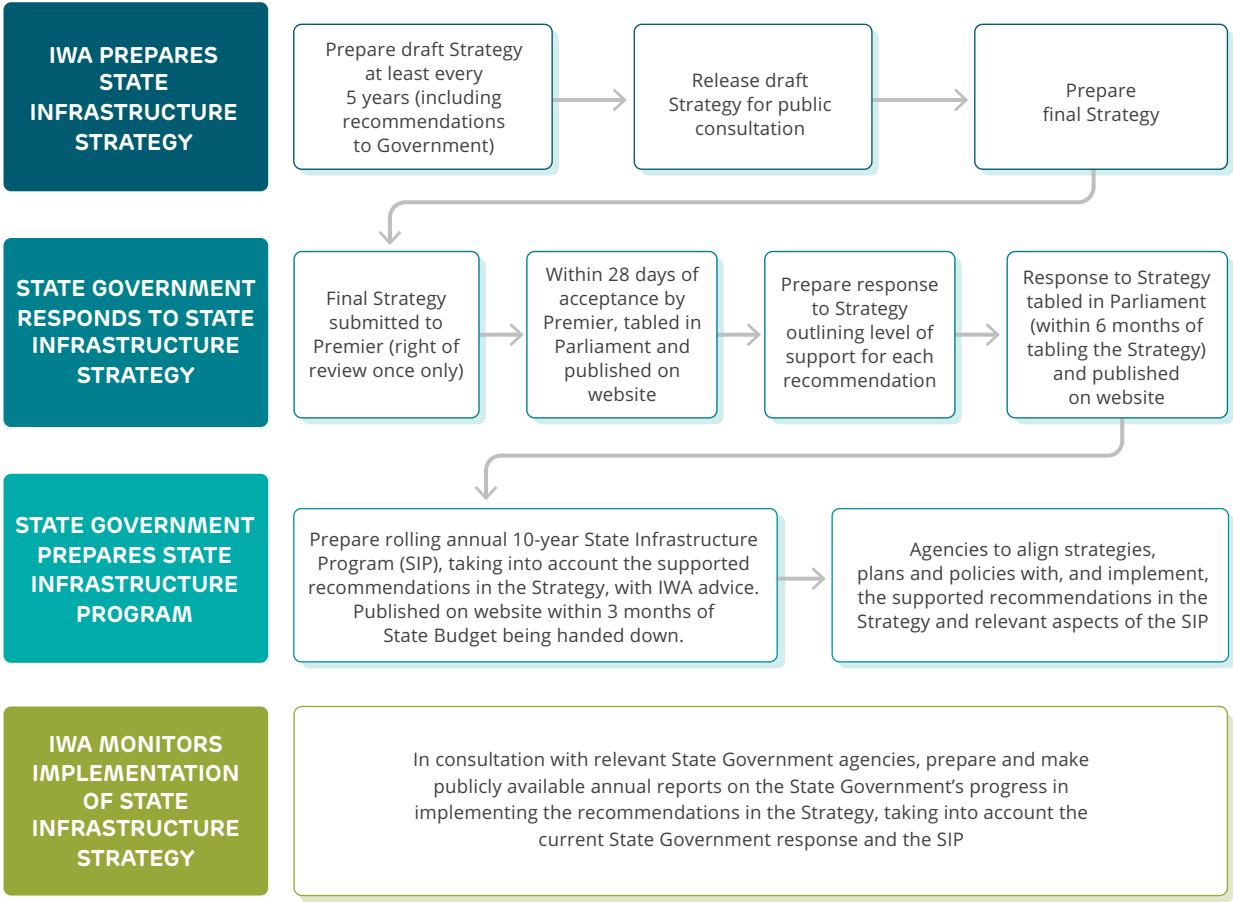 IWA PREPARES
STATE
INFRASTRUCTURE
STRATEGY
Prepare draft Strategy
at least every
5 years (including
recommendations
to Government)
Release draft
Strategy for public
consultation
Prepare
final Strategy
STATE GOVERNMENT
RESPONDS TO STATE
INFRASTRUCTURE
STRATEGY
Final Strategy
submitted to
Premier (right of
review once only)
Within 28 days of
acceptance by
Premier, tabled in
Parliament and
published on
website
Prepare response
to Strategy
outlining level of
support for each
recommendation
Response to Strategy
tabled in Parliament
(within 6 months of
tabling the Strategy)
and published
on website
STATE GOVERNMENT
PREPARES STATE
INFRASTRUCTURE
PROGRAM
Prepare rolling annual 10-year State Infrastructure
Program (SIP), taking into account the supported
recommendations in the Strategy, with IWA advice.
Published on website within 3 months of
State Budget being handed down.
Agencies to align strategies,
plans and policies with, and implement,
the supported recommendations in the
Strategy and relevant aspects of the SIP
IWA MONITORS
IMPLEMENTATION
OF STATE
INFRASTRUCTURE
STRATEGY
In consultation with relevant State Government agencies, prepare and make
publicly available annual reports on the State Government’s progress in
implementing the recommendations in the Strategy, taking into account the
current State Government response and the SIP